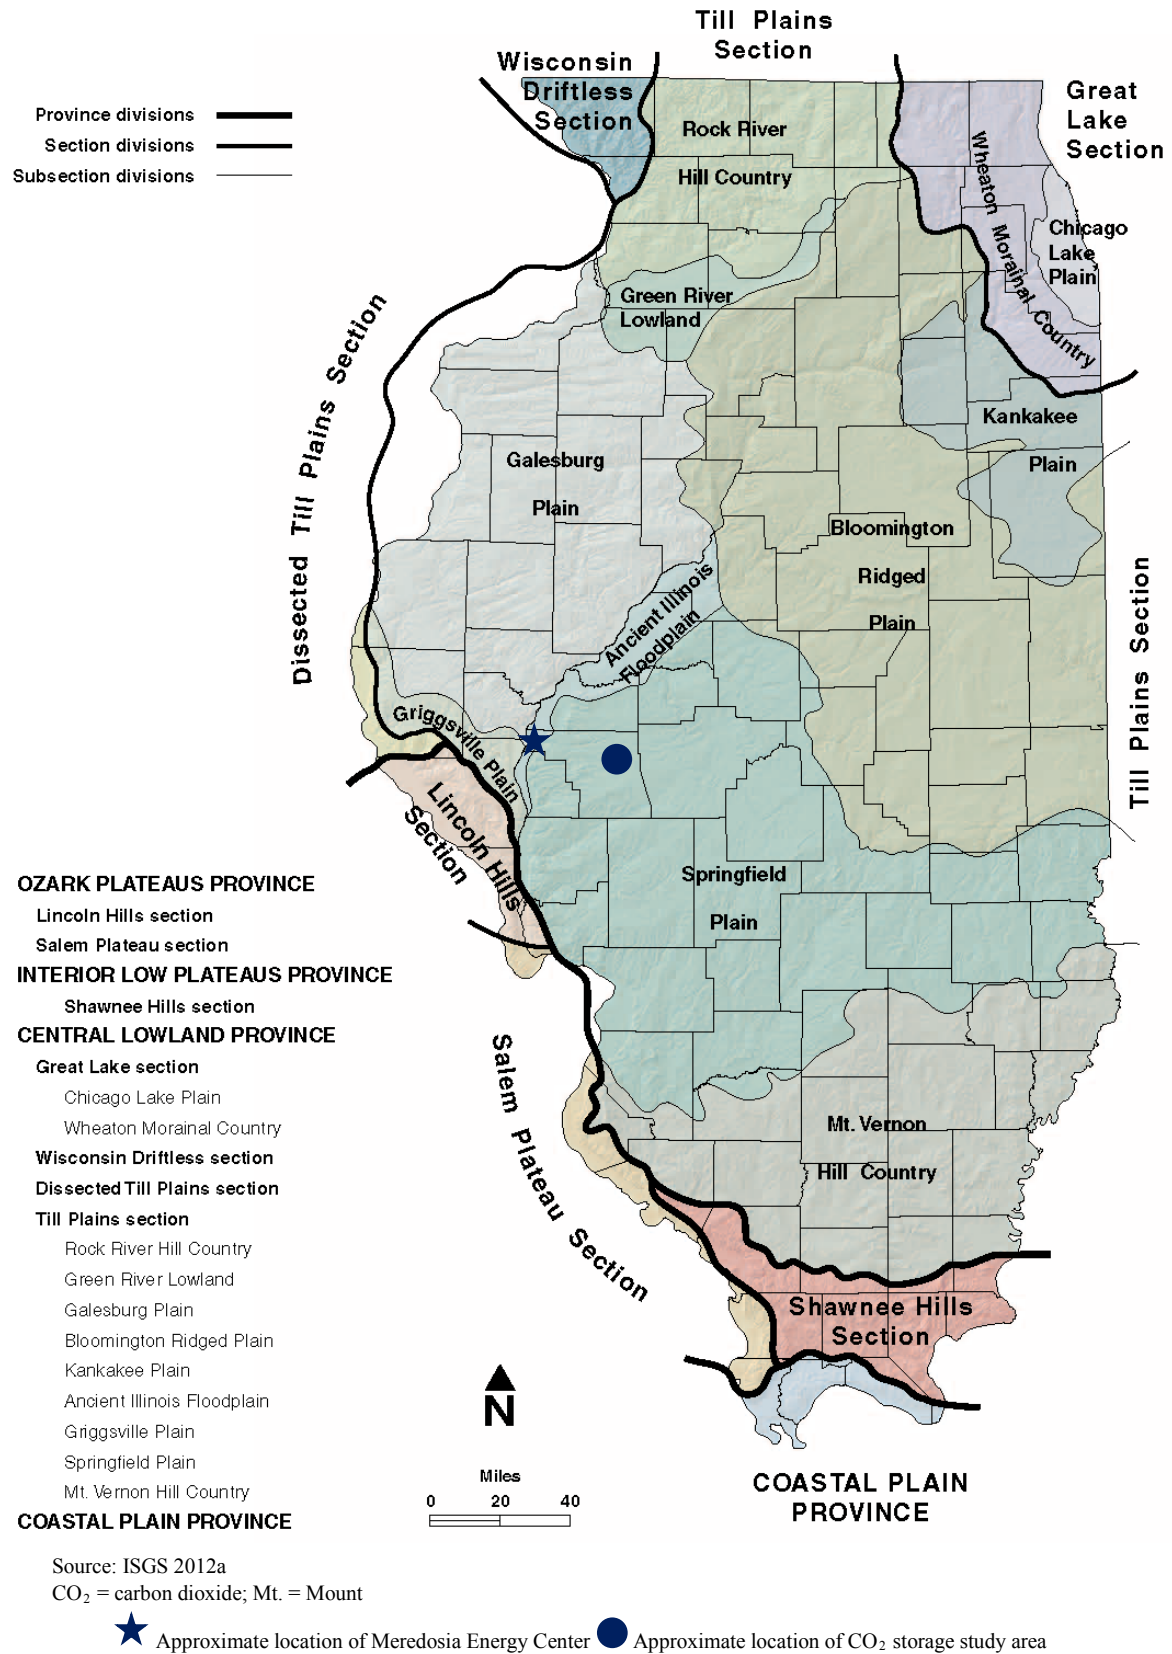 Till Plains
Section
Wisconsin
Driftless
Section
Great
Lake
Section
Province divisions
Section divisions
Subsection divisions
Rock River
Hill Country
Wheaton Morainal Country
Chicago
Lake
Plain
Green River
Lowland
Dissected Till Plains Section
Kankakee
Plain
Galesburg
Plain
Bloomington
Ridged
Plain
Ancient Illinois
Floodplain
Till Plains Section
Griggsville Plain
Lincoln Hills
Section
Springfield
Plain
OZARK PLATEAUS PROVINCE
Lincoln Hills section
Salem Plateau section
INTERIOR LOW PLATEAUS PROVINCE
Shawnee Hills section
CENTRAL LOWLAND PROVINCE
Great Lake section
Chicago Lake Plain
Wheaton Morainal Country
Wisconsin Driftless section
Dissected Till Plains section
Till Plains section
Rock River Hill Country
Green River Lowland
Galesburg Plain
Bloomington Ridged Plain
Kankakee Plain
Ancient Illinois Floodplain
Griggsville Plain
Springfield Plain
Mt. Vernon Hill Country
COASTAL PLAIN PROVINCE
Salem Plateau Section
Mt. Vernon
Hill Country
Shawnee Hills
Section
N
Miles
0 20 40
COASTAL PLAIN
PROVINCE
Source: ISGS 2012a
CO₂ = carbon dioxide; Mt. = Mount
Approximate location of Meredosia Energy Center Approximate location of CO₂ storage study area